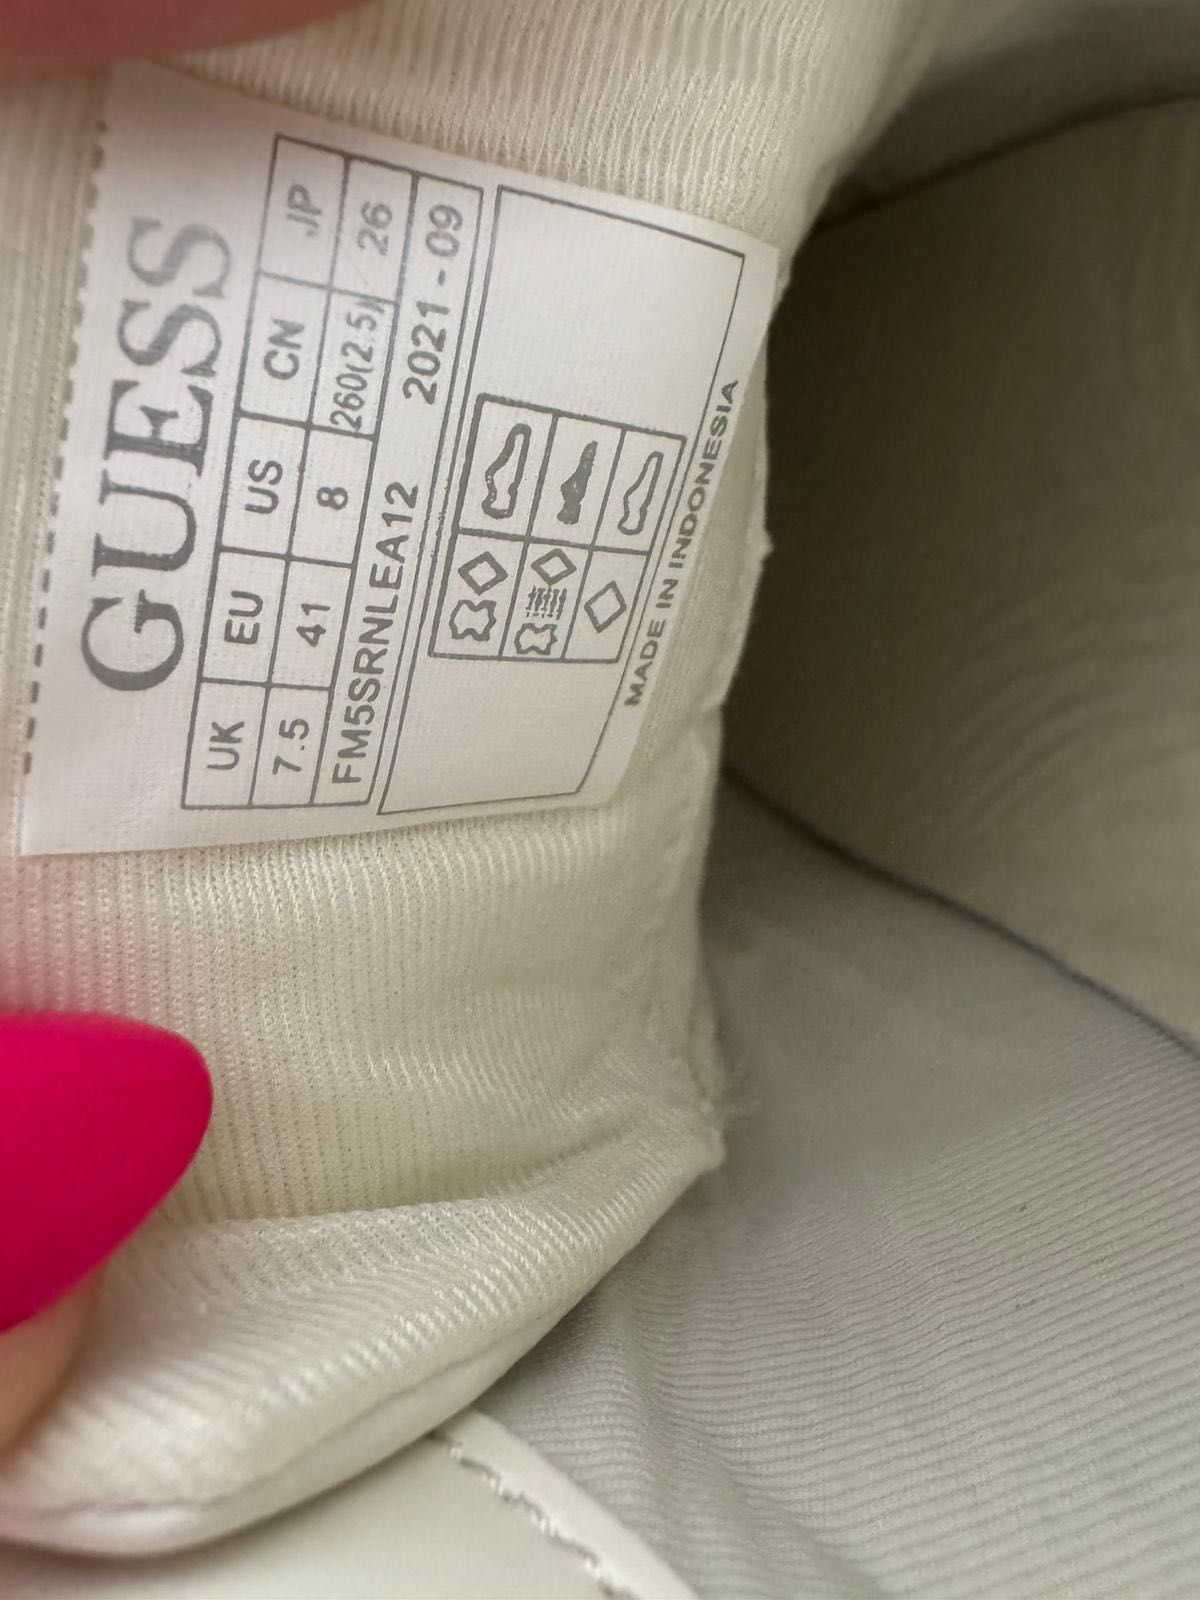 GUESS
UK EU US CN JP
7.5 41 8 260(2.5) 26
FM5SRNLEA12 2021-09
MADE IN INDONESIA